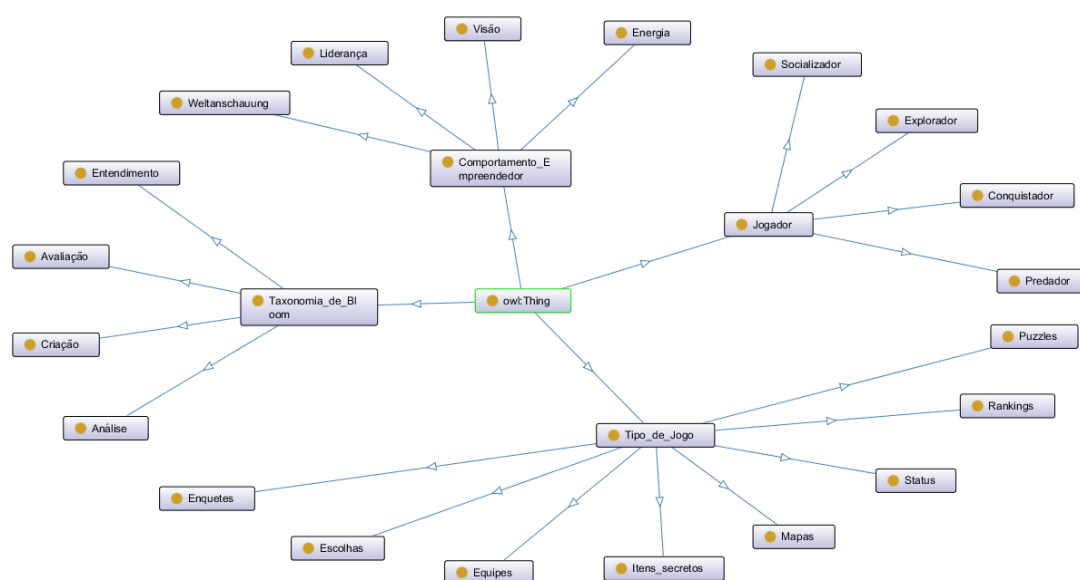 Visão
Energia
Liderança
Socializador
Weltanschauung
Explorador
Comportamento_E
mpreendedor
Entendimento
Conquistador
Jogador
Avaliação
Predador
Taxonomia_de_Bl
oom
owl:Thing
Criação
Puzzles
Rankings
Análise
Tipo_de_Jogo
Status
Enquetes
Mapas
Escolhas
Itens_secretos
Equipes